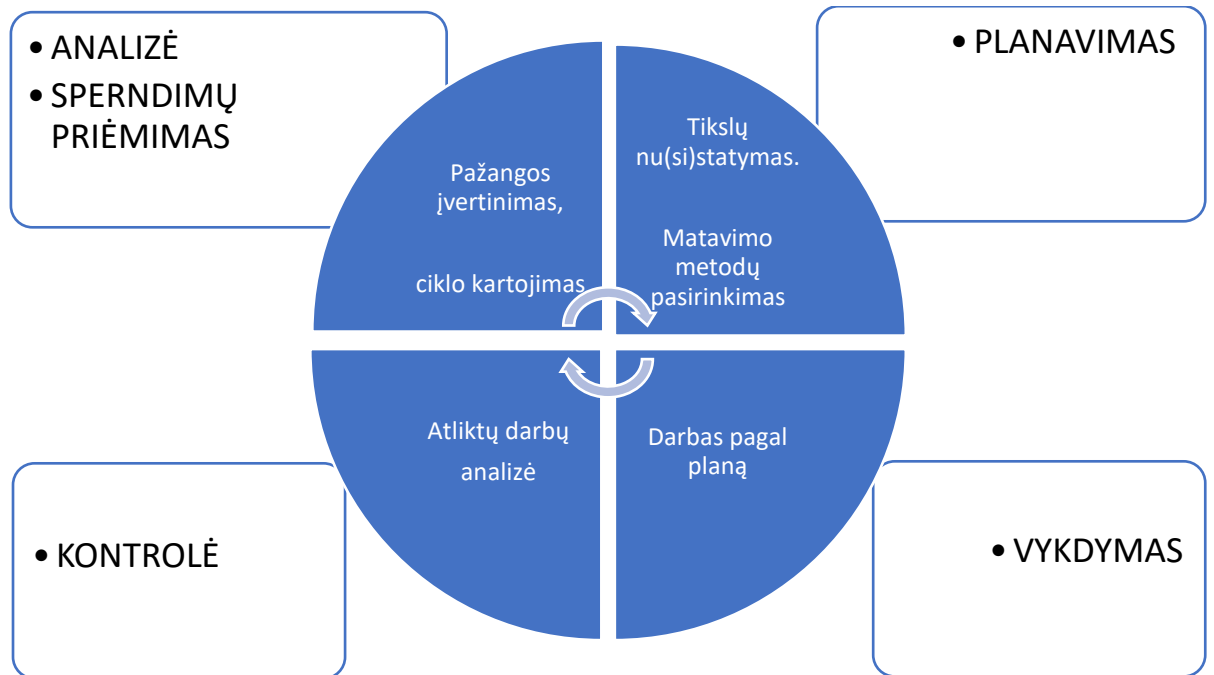 • ANALIZĖ
• SPERNDIMŲ
PRIĖMIMAS
• PLANAVIMAS
Pažangos
įvertinimas,
ciklo kartojimas
Tikslų
nu(si)statymas.
Matavimo
metodų
pasirinkimas
Atliktų darbų
analizė
Darbas pagal
planą
• KONTROLĖ
• VYKDYMAS